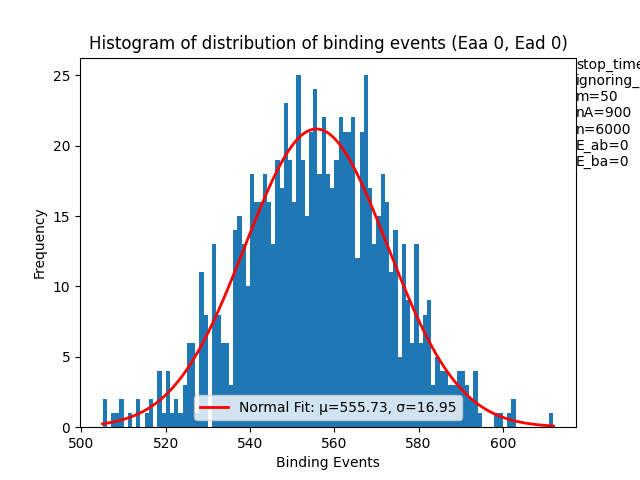 Histogram of distribution of binding events (Eaa 0, Ead 0)
stop_time
ignoring_
m=50
nA=900
n=6000
E_ab=0
E_ba=0
25
20
15
10
5
0
Frequency
Normal Fit: μ=555.73, σ=16.95
500 520 540 560 580 600
Binding Events